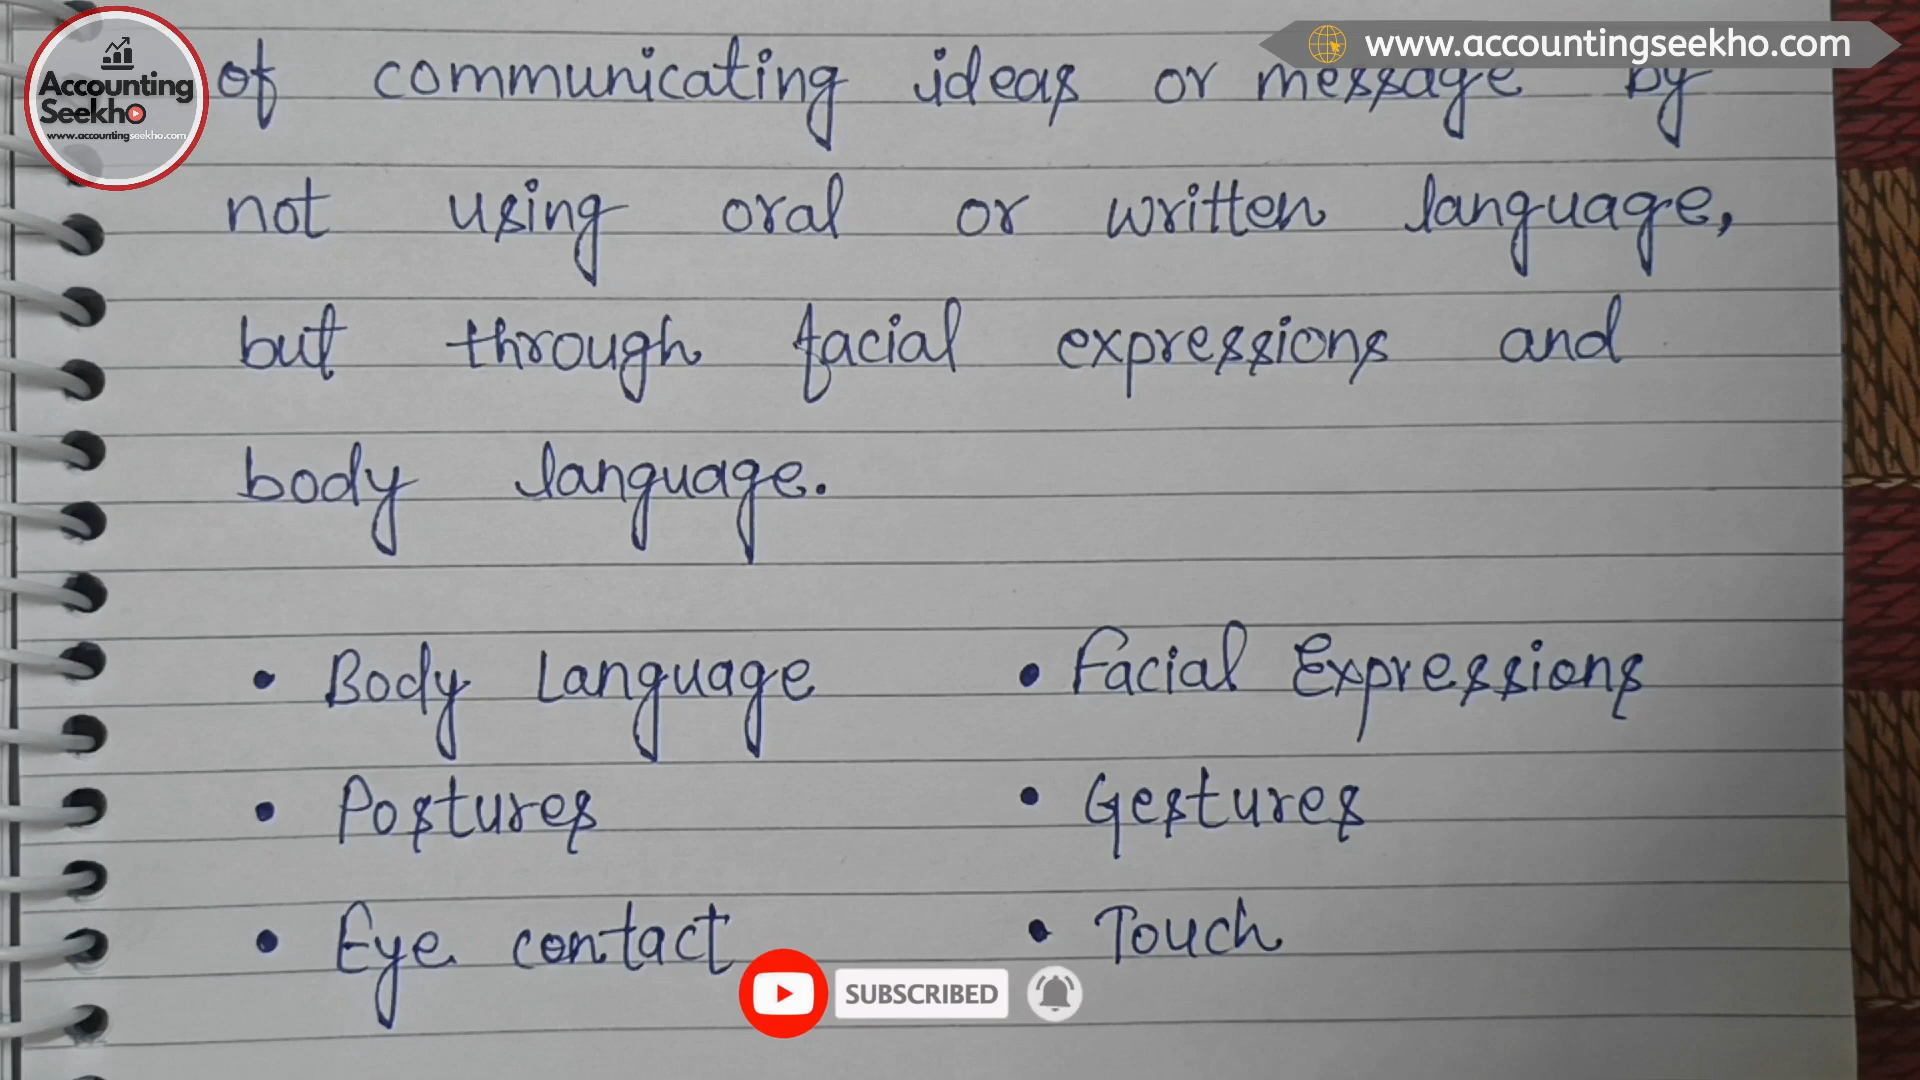 Accounting
Seekho
www.accountingseekho.com
www.accountingseekho.com
of communicating ideas or message by
not using oral or written language,
but through facial expressions and
body language.
• Body Language • Facial Expressions
• Postures • Gestures
• Eye contact • Touch
SUBSCRIBED